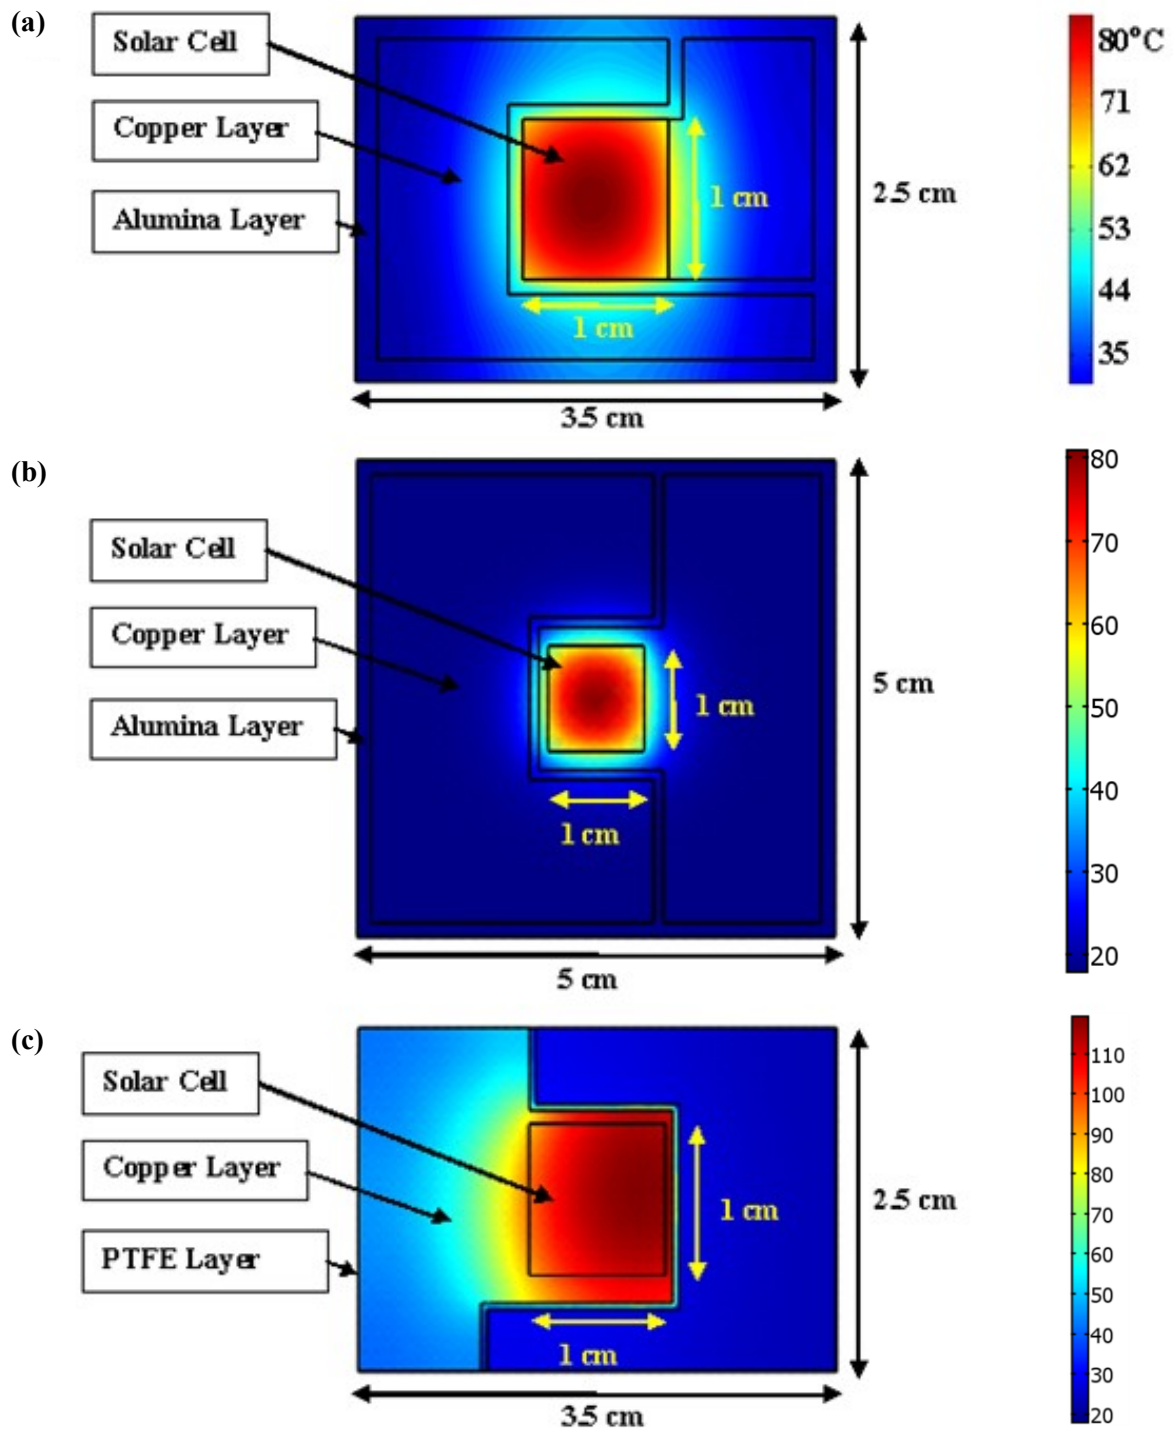 (a)
Solar Cell
Copper Layer
Alumina Layer
1 cm
1 cm
2.5 cm
3.5 cm
80°C
71
62
53
44
35
(b)
Solar Cell
Copper Layer
Alumina Layer
1 cm
1 cm
5 cm
5 cm
80
70
60
50
40
30
20
(c)
Solar Cell
Copper Layer
PTFE Layer
1 cm
1 cm
2.5 cm
3.5 cm
110
100
90
80
70
60
50
40
30
20